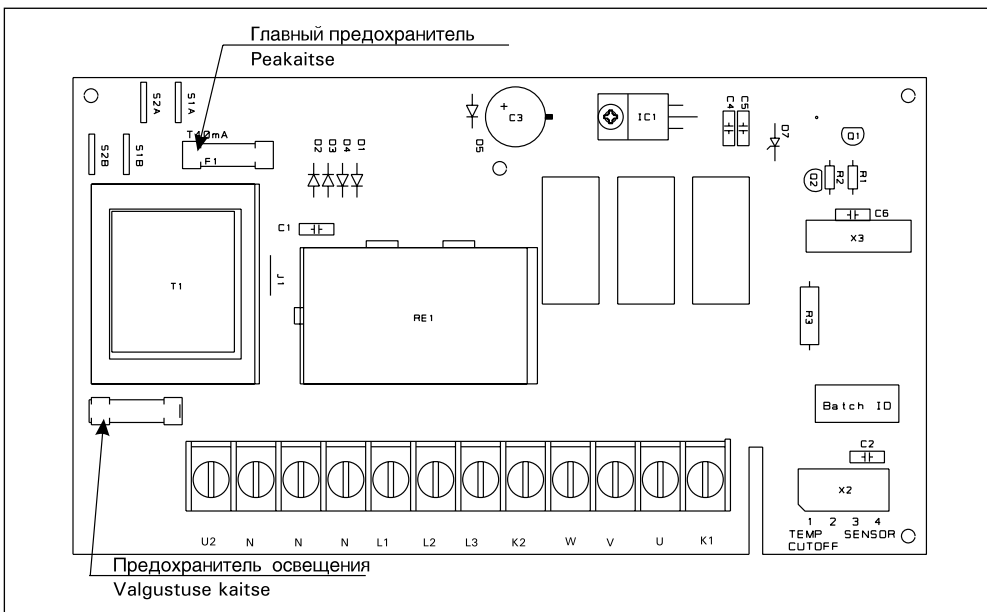 Главный предохранитель
Peakaitse
S2A
S1A
S2B
S1B
T40mA
F1
D2
D3
D4
D1
D5
C3
+
IC1
C4
C5
D7
Q1
Q2
R2
R1
C6
X3
C1
J1
T1
RE1
R3
Batch ID
C2
X2
1 2 3 4
TEMP SENSOR
CUTOFF
U2 N N N L1 L2 L3 K2 W V U K1
Предохранитель освещения
Valgustuse kaitse